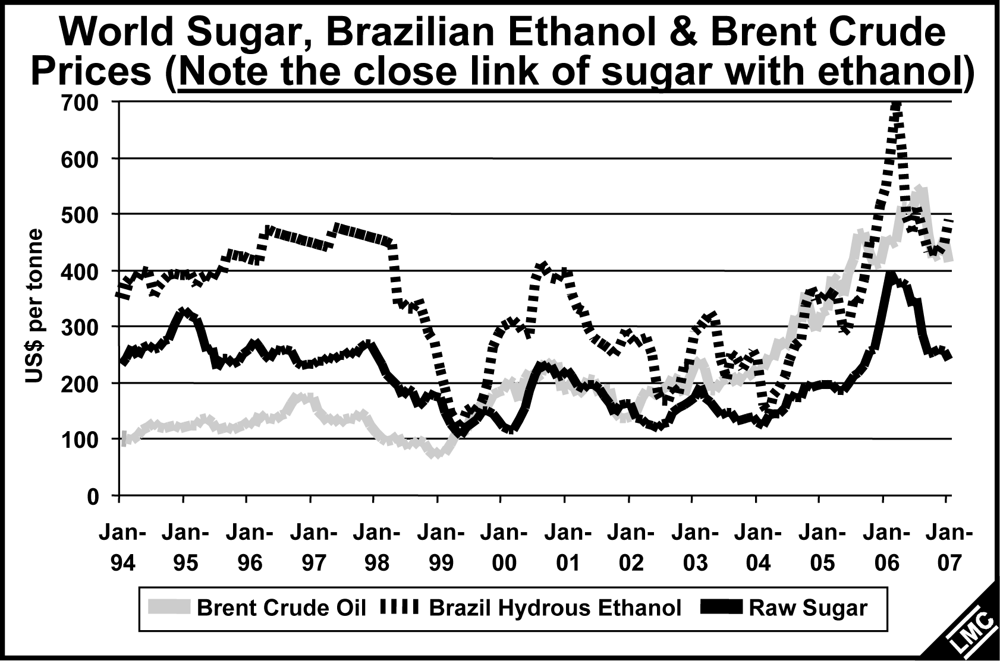 World Sugar, Brazilian Ethanol & Brent Crude
Prices (Note the close link of sugar with ethanol)
US$ per tonne
700
600
500
400
300
200
100
0
Jan- Jan- Jan- Jan- Jan- Jan- Jan- Jan- Jan- Jan- Jan- Jan- Jan- Jan-
94 95 96 97 98 99 00 01 02 03 04 05 06 07
Brent Crude Oil Brazil Hydrous Ethanol Raw Sugar
LMC